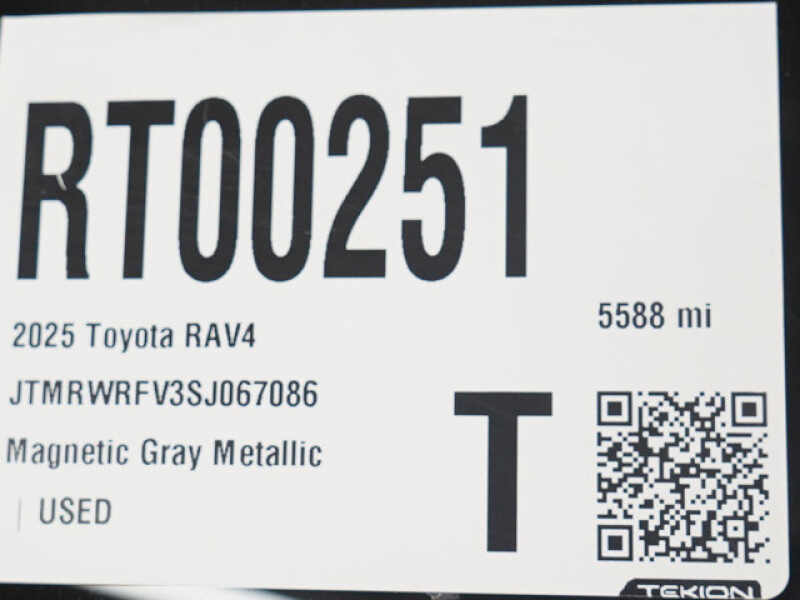 RT00251
5588 mi
2025 Toyota RAV4
JTMRWRFV3SJ067086
Magnetic Gray Metallic
| USED
T
TEKION